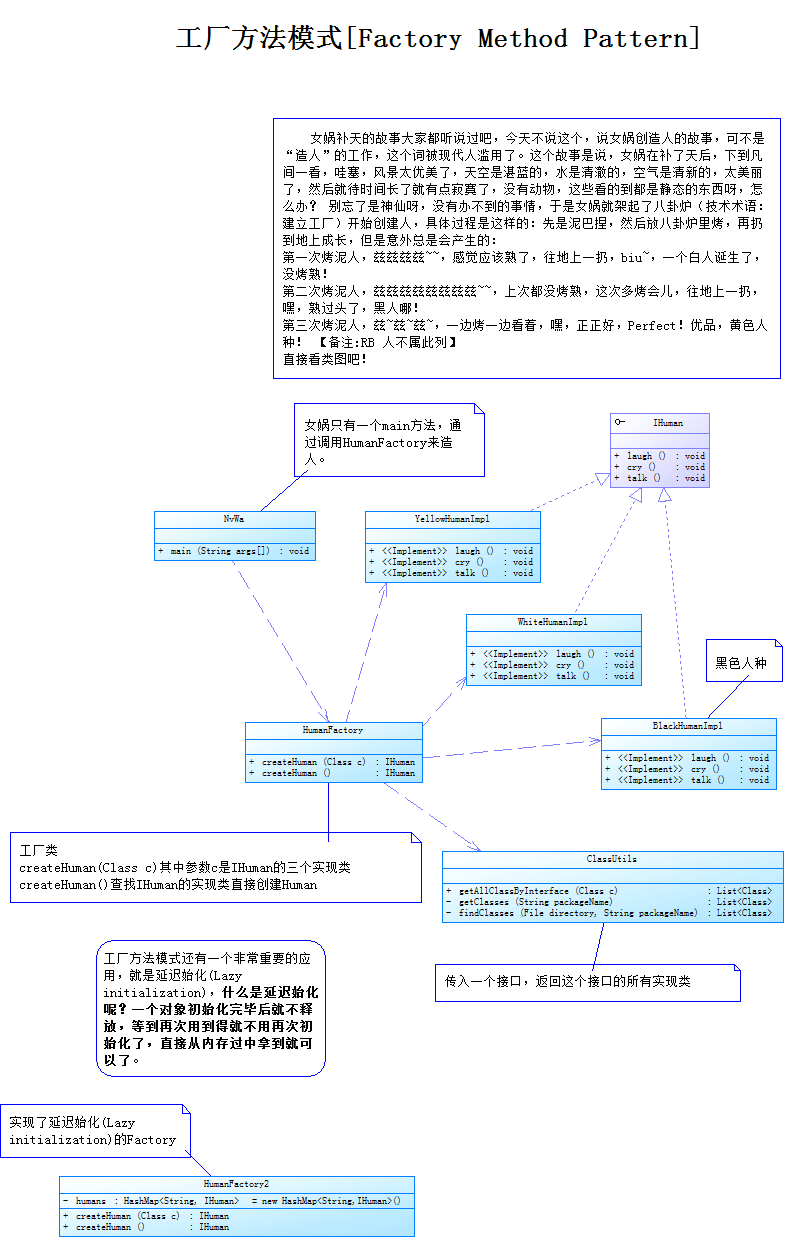 工厂方法模式[Factory Method Pattern]
女娲补天的故事大家都听说过吧，今天不说这个，说女娲创造人的故事，可不是
“造人”的工作，这个词被现代人滥用了。这个故事是说，女娲在补了天后，下到凡
间一看，哇塞，风景太优美了，天空是湛蓝的，水是清澈的，空气是清新的，太美丽
了，然后就待时间长了就有点寂寞了，没有动物，这些看的到都是静态的东西呀，怎
么办？ 别忘了是神仙呀，没有办不到的事情，于是女娲就架起了八卦炉（技术术语：
建立工厂）开始创建人，具体过程是这样的：先是泥巴捏，然后放八卦炉里烤，再扔
到地上成长，但是意外总是会产生的：
第一次烤泥人，兹兹兹兹~~，感觉应该熟了，往地上一扔，biu~，一个白人诞生了，
没烤熟！
第二次烤泥人，兹兹兹兹兹兹兹兹~~，上次都没烤熟，这次多烤会儿，往地上一扔，
嘿，熟过头了，黑人哪！
第三次烤泥人，兹~兹~兹~，一边烤一边看着，嘿，正正好，Perfect！优品，黄色人
种！ 【备注:RB 人不属此列】
直接看类图吧！
女娲只有一个main方法，通
过调用HumanFactory来造
人。
IHuman
+ laugh () : void
+ cry () : void
+ talk () : void
NvWa
+ main (String args[]) : void
YellowHumanImpl
+ <<Implement>> laugh () : void
+ <<Implement>> cry () : void
+ <<Implement>> talk () : void
WhiteHumanImpl
+ <<Implement>> laugh () : void
+ <<Implement>> cry () : void
+ <<Implement>> talk () : void
黑色人种
HumanFactory
+ createHuman (Class c) : IHuman
+ createHuman () : IHuman
BlackHumanImpl
+ <<Implement>> laugh () : void
+ <<Implement>> cry () : void
+ <<Implement>> talk () : void
工厂类
createHuman(Class c)其中参数c是IHuman的三个实现类
createHuman()查找IHuman的实现类直接创建Human
ClassUtils
+ getAllClassByInterface (Class c) : List<Class>
- getClasses (String packageName) : List<Class>
- findClasses (File directory, String packageName) : List<Class>
传入一个接口，返回这个接口的所有实现类
工厂方法模式还有一个非常重要的应
用，就是延迟始化(Lazy
initialization)，什么是延迟始化
呢？一个对象初始化完毕后就不释
放，等到再次用到得就不用再次初
始化了，直接从内存过中拿到就可
以了。
实现了延迟始化(Lazy
initialization)的Factory
HumanFactory2
- humans : HashMap<String, IHuman> = new HashMap<String,IHuman>()
+ createHuman (Class c) : IHuman
+ createHuman () : IHuman